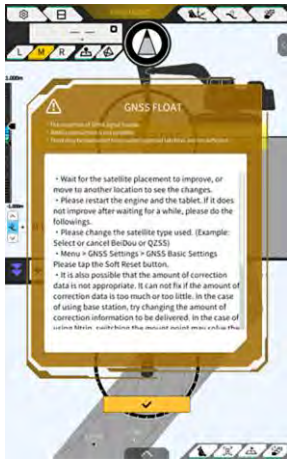 L M R
1.000m
GNSS FLOAT
・Wait for the satellite placement to improve, or
move to another location to see the changes.
・Please restart the engine and the tablet. If it does
not improve after waiting for a while, please do the
followings.
・Please change the satellite type used. (Example:
Select or cancel BeiDou or QZSS)
・Menu > GNSS Settings > GNSS Basic Settings
Please tap the Soft Reset button.
・It is also possible that the amount of correction
data is not appropriate. It can not fix if the amount of
correction data is too much or too little. In the case
of using base station, try changing the amount of
correction information to be delivered. In the case of
using Ntrip, switching the mount point may solve the